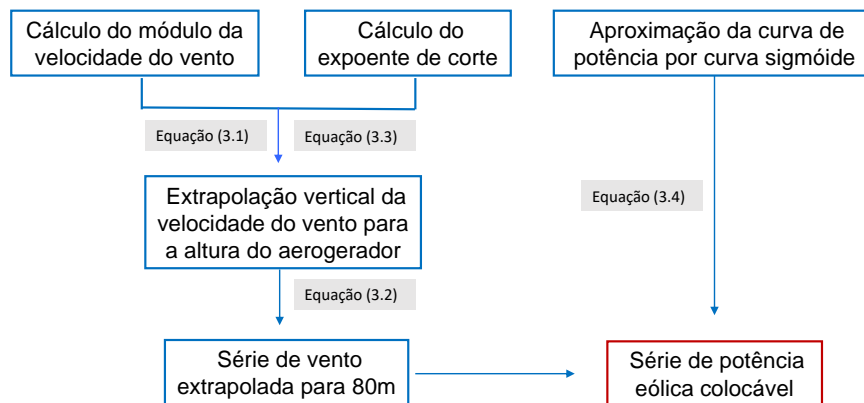 Cálculo do módulo da
velocidade do vento
Cálculo do
expoente de corte
Aproximação da curva de
potência por curva sigmóide
Equação (3.1)
Equação (3.3)
Extrapolação vertical da
velocidade do vento para
a altura do aerogerador
Equação (3.4)
Equação (3.2)
Série de vento
extrapolada para 80m
Série de potência
eólica colocável